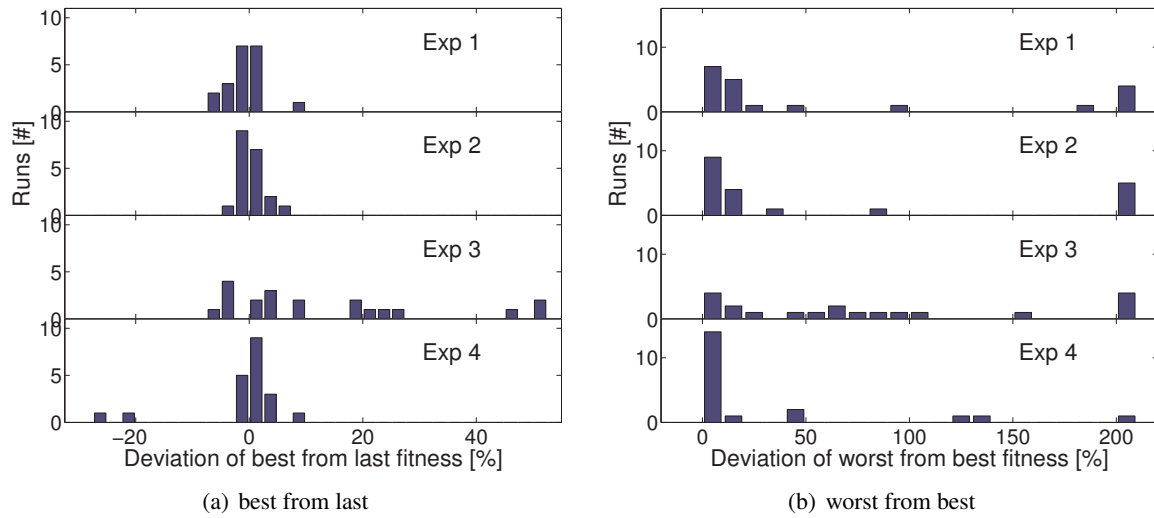 10
5
0
Exp 1
10
5
0
Exp 2
10
5
0
Exp 3
10
5
0
Exp 4
Runs [#]
−20 0 20 40
Deviation of best from last fitness [%]
(a) best from last
10
0
Exp 1
10
0
Exp 2
10
0
Exp 3
10
0
Exp 4
Runs [#]
0 50 100 150 200
Deviation of worst from best fitness [%]
(b) worst from best